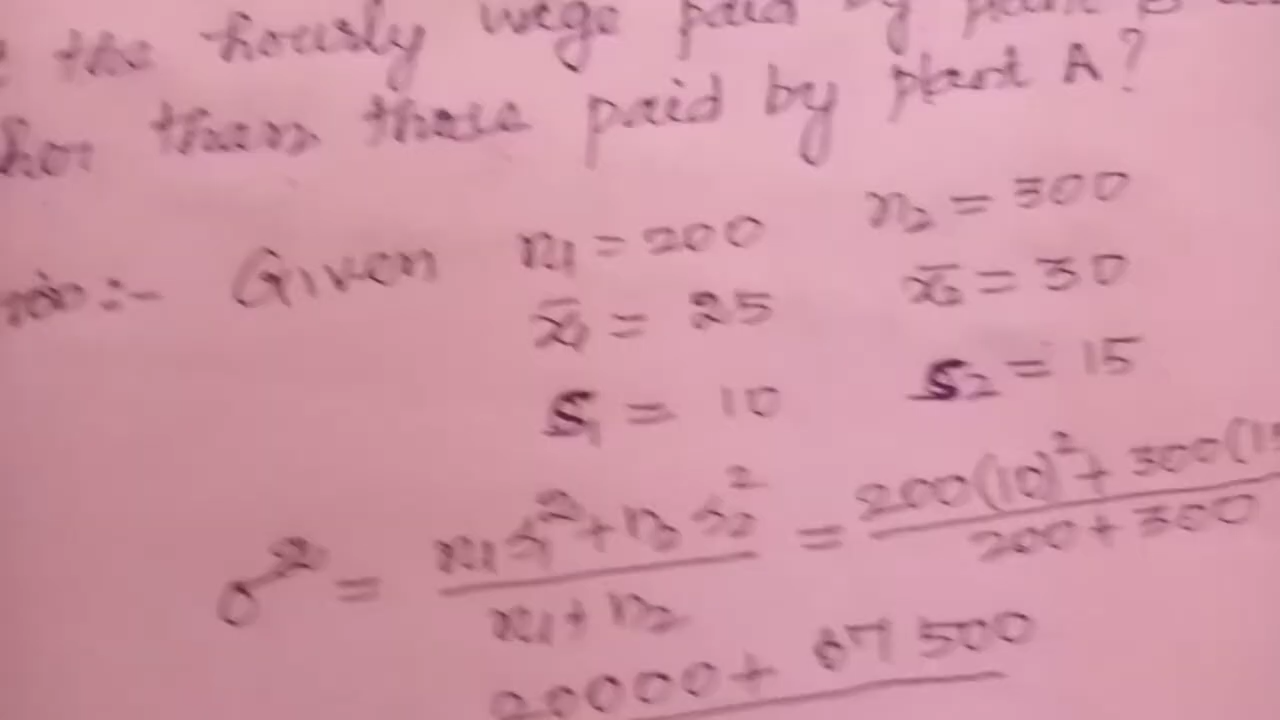 the hourly wage paid by plant B
than those paid by plant A?
:- Given n₁ = 200 n₂ = 300
x̄₁ = 25 x̄₂ = 30
S₁ = 10 S₂ = 15
σ² = (n₁s₁² + n₂s₂²) / (n₁ + n₂) = (200(10)² + 300(15 / (200 + 300
20000 + 67500